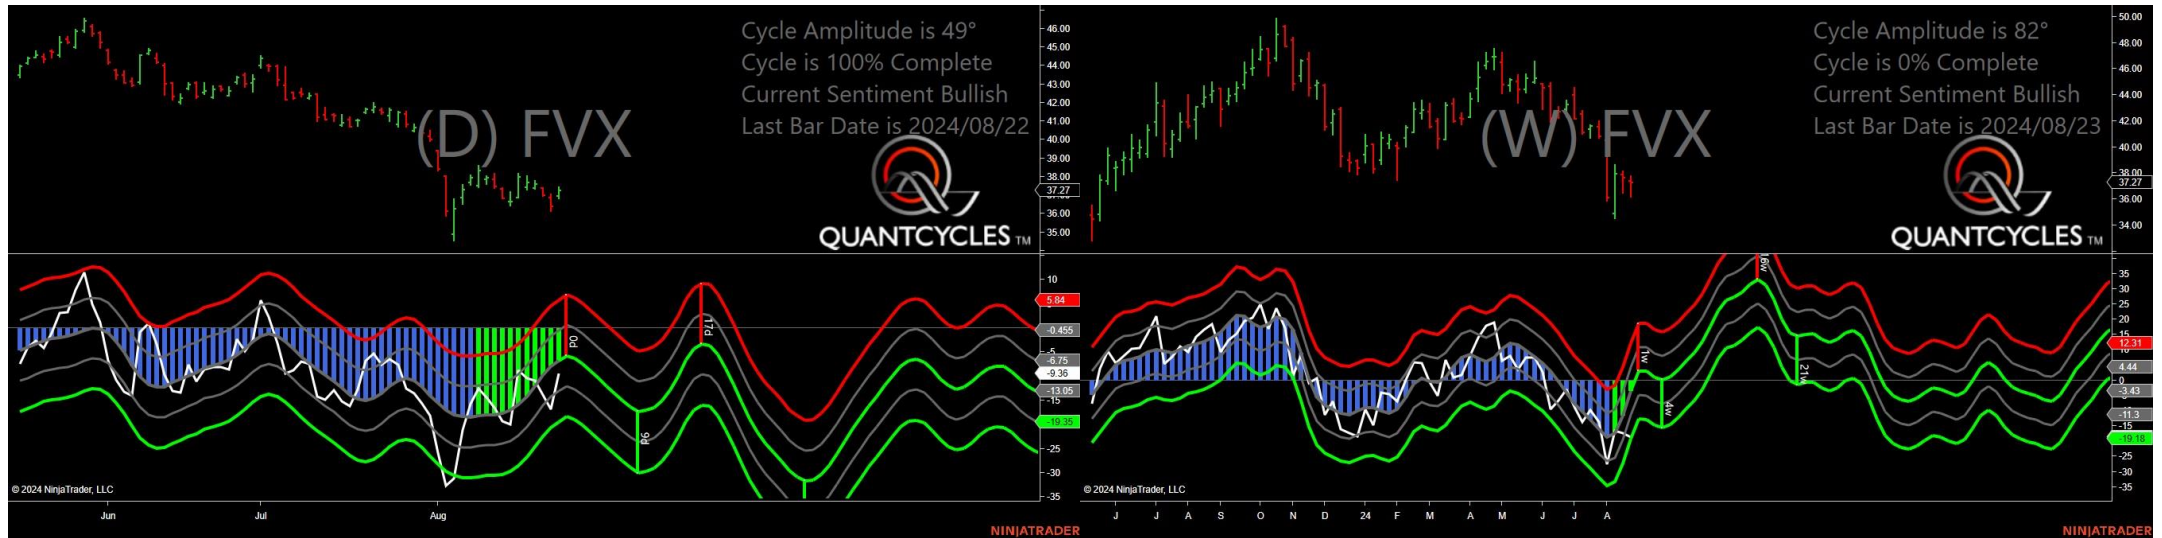 Cycle Amplitude is 49°
Cycle is 100% Complete
Current Sentiment Bullish
Last Bar Date is 2024/08/22
(D) FVX
QUANTCYCLES TM
46.00
45.00
44.00
43.00
42.00
41.00
40.00
39.00
38.00
37.27
36.00
35.00
10
5.84
-0.455
-5
-6.75
-9.36
-13.05
-15
-19.35
-25
-30
-35
0d
9d
17d
© 2024 NinjaTrader, LLC
Jun
Jul
Aug
NINJATRADER
Cycle Amplitude is 82°
Cycle is 0% Complete
Current Sentiment Bullish
Last Bar Date is 2024/08/23
(W) FVX
QUANTCYCLES TM
50.00
48.00
46.00
44.00
42.00
40.00
38.00
37.27
36.00
34.00
35
30
25
20
15
12.31
10
4.44
0
-3.43
-11.3
-15
-19.18
-25
-30
-35
1w
4w
16w
21w
© 2024 NinjaTrader, LLC
J
J
A
S
O
N
D
24
F
M
A
M
J
J
A
NINJATRADER